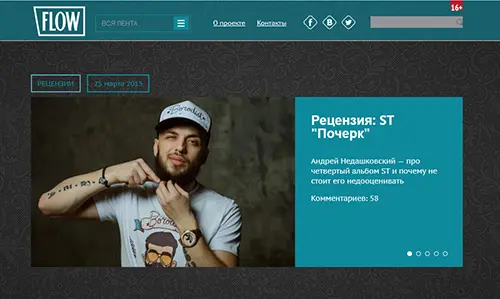 FLOW
ВСЯ ЛЕНТА
О проекте
Контакты
16+
РЕЦЕНЗИИ
25 марта 2015
Рецензия: ST
"Почерк"
Андрей Недашковский — про
четвертый альбом ST и почему не
стоит его недооценивать
Комментариев: 58
Borodach